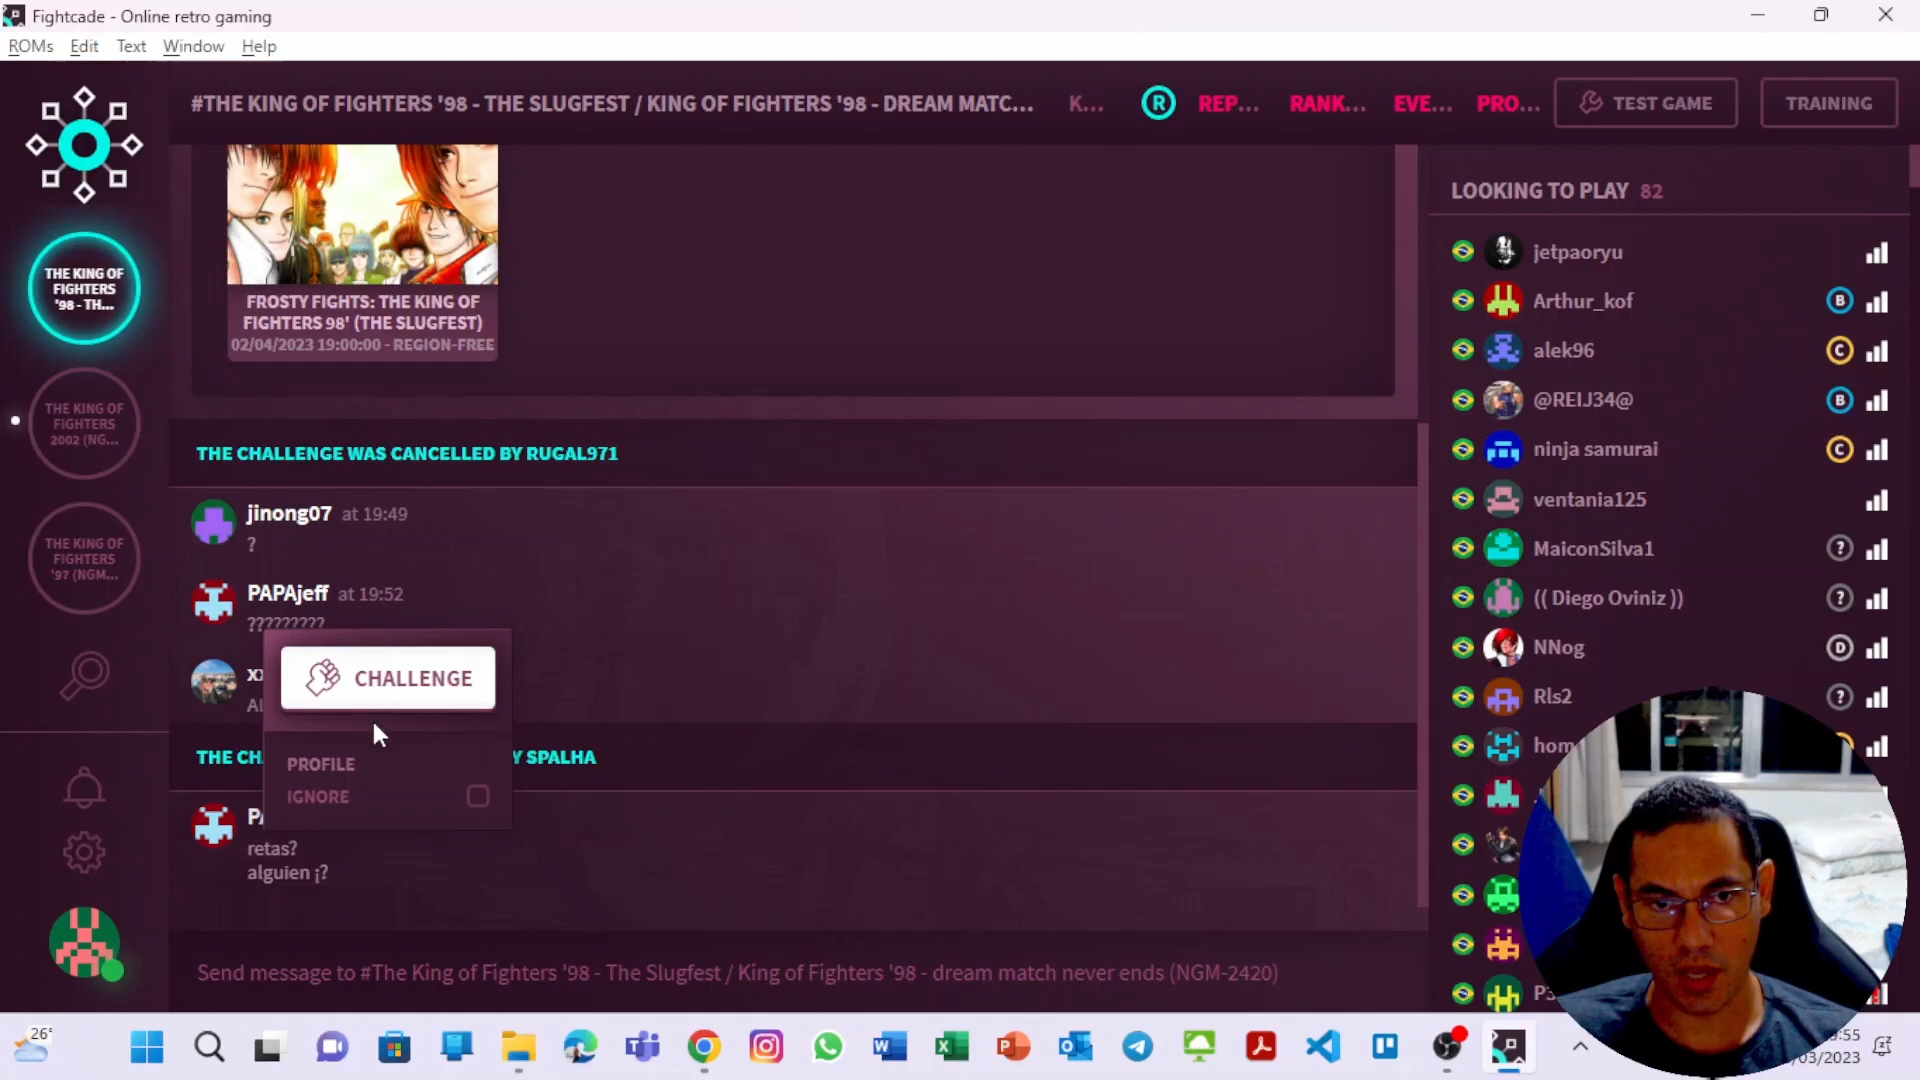 Fightcade - Online retro gaming
ROMs Edit Text Window Help
#THE KING OF FIGHTERS '98 - THE SLUGFEST / KING OF FIGHTERS '98 - DREAM MATC...
K...
R
REP...
RANK...
EVE...
PRO...
TEST GAME
TRAINING
THE KING OF
FIGHTERS
'98 - TH...
THE KING OF
FIGHTERS
2002 (NG...
THE KING OF
FIGHTERS
'97 (NGM...
FROSTY FIGHTS: THE KING OF
FIGHTERS 98' (THE SLUGFEST)
02/04/2023 19:00:00 - REGION-FREE
THE CHALLENGE WAS CANCELLED BY RUGAL971
jinong07 at 19:49
?
PAPAjeff at 19:52
?????????
CHALLENGE
PROFILE
IGNORE
THE CH
Y SPALHA
retas?
alguien ¡?
Send message to #The King of Fighters '98 - The Slugfest / King of Fighters '98 - dream match never ends (NGM-2420)
LOOKING TO PLAY 82
jetpaoryu
Arthur_kof B
alek96 C
@REIJ34@ B
ninja samurai C
ventania125
MaiconSilva1 ?
(( Diego Oviniz )) ?
NNog D
Rls2 ?
hom
26°